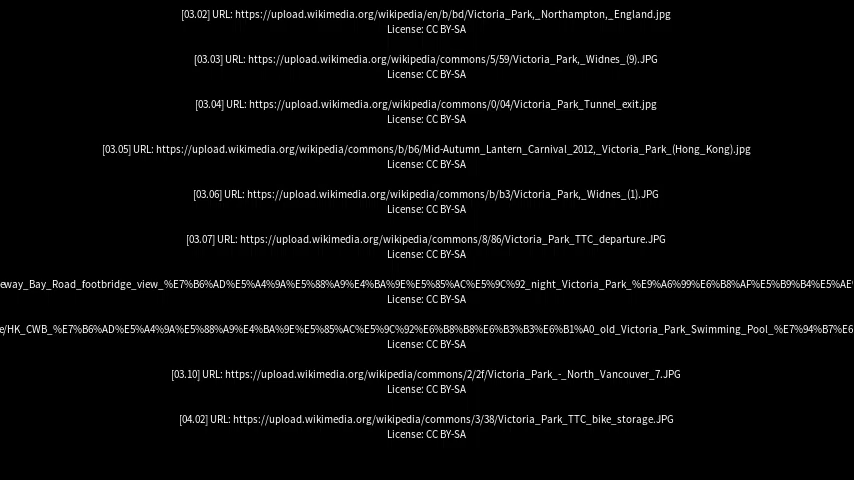 [03.02] URL: https://upload.wikimedia.org/wikipedia/en/b/bd/Victoria_Park,_Northampton,_England.jpg
License: CC BY-SA
[03.03] URL: https://upload.wikimedia.org/wikipedia/commons/5/59/Victoria_Park,_Widnes_(9).JPG
License: CC BY-SA
[03.04] URL: https://upload.wikimedia.org/wikipedia/commons/0/04/Victoria_Park_Tunnel_exit.jpg
License: CC BY-SA
[03.05] URL: https://upload.wikimedia.org/wikipedia/commons/b/b6/Mid-Autumn_Lantern_Carnival_2012,_Victoria_Park_(Hong_Kong).jpg
License: CC BY-SA
[03.06] URL: https://upload.wikimedia.org/wikipedia/commons/b/b3/Victoria_Park,_Widnes_(1).JPG
License: CC BY-SA
[03.07] URL: https://upload.wikimedia.org/wikipedia/commons/8/86/Victoria_Park_TTC_departure.JPG
License: CC BY-SA
eway_Bay_Road_footbridge_view_%E7%B6%AD%E5%A4%9A%E5%88%A9%E4%BA%9E%E5%85%AC%E5%9C%92_night_Victoria_Park_%E9%A6%99%E6%B8%AF%E5%B9%B4%E5%AE
License: CC BY-SA
e/HK_CWB_%E7%B6%AD%E5%A4%9A%E5%88%A9%E4%BA%9E%E5%85%AC%E5%9C%92%E6%B8%B8%E6%B3%B3%E6%B1%A0_old_Victoria_Park_Swimming_Pool_%E7%94%B7%E6
License: CC BY-SA
[03.10] URL: https://upload.wikimedia.org/wikipedia/commons/2/2f/Victoria_Park_-_North_Vancouver_7.JPG
License: CC BY-SA
[04.02] URL: https://upload.wikimedia.org/wikipedia/commons/3/38/Victoria_Park_TTC_bike_storage.JPG
License: CC BY-SA